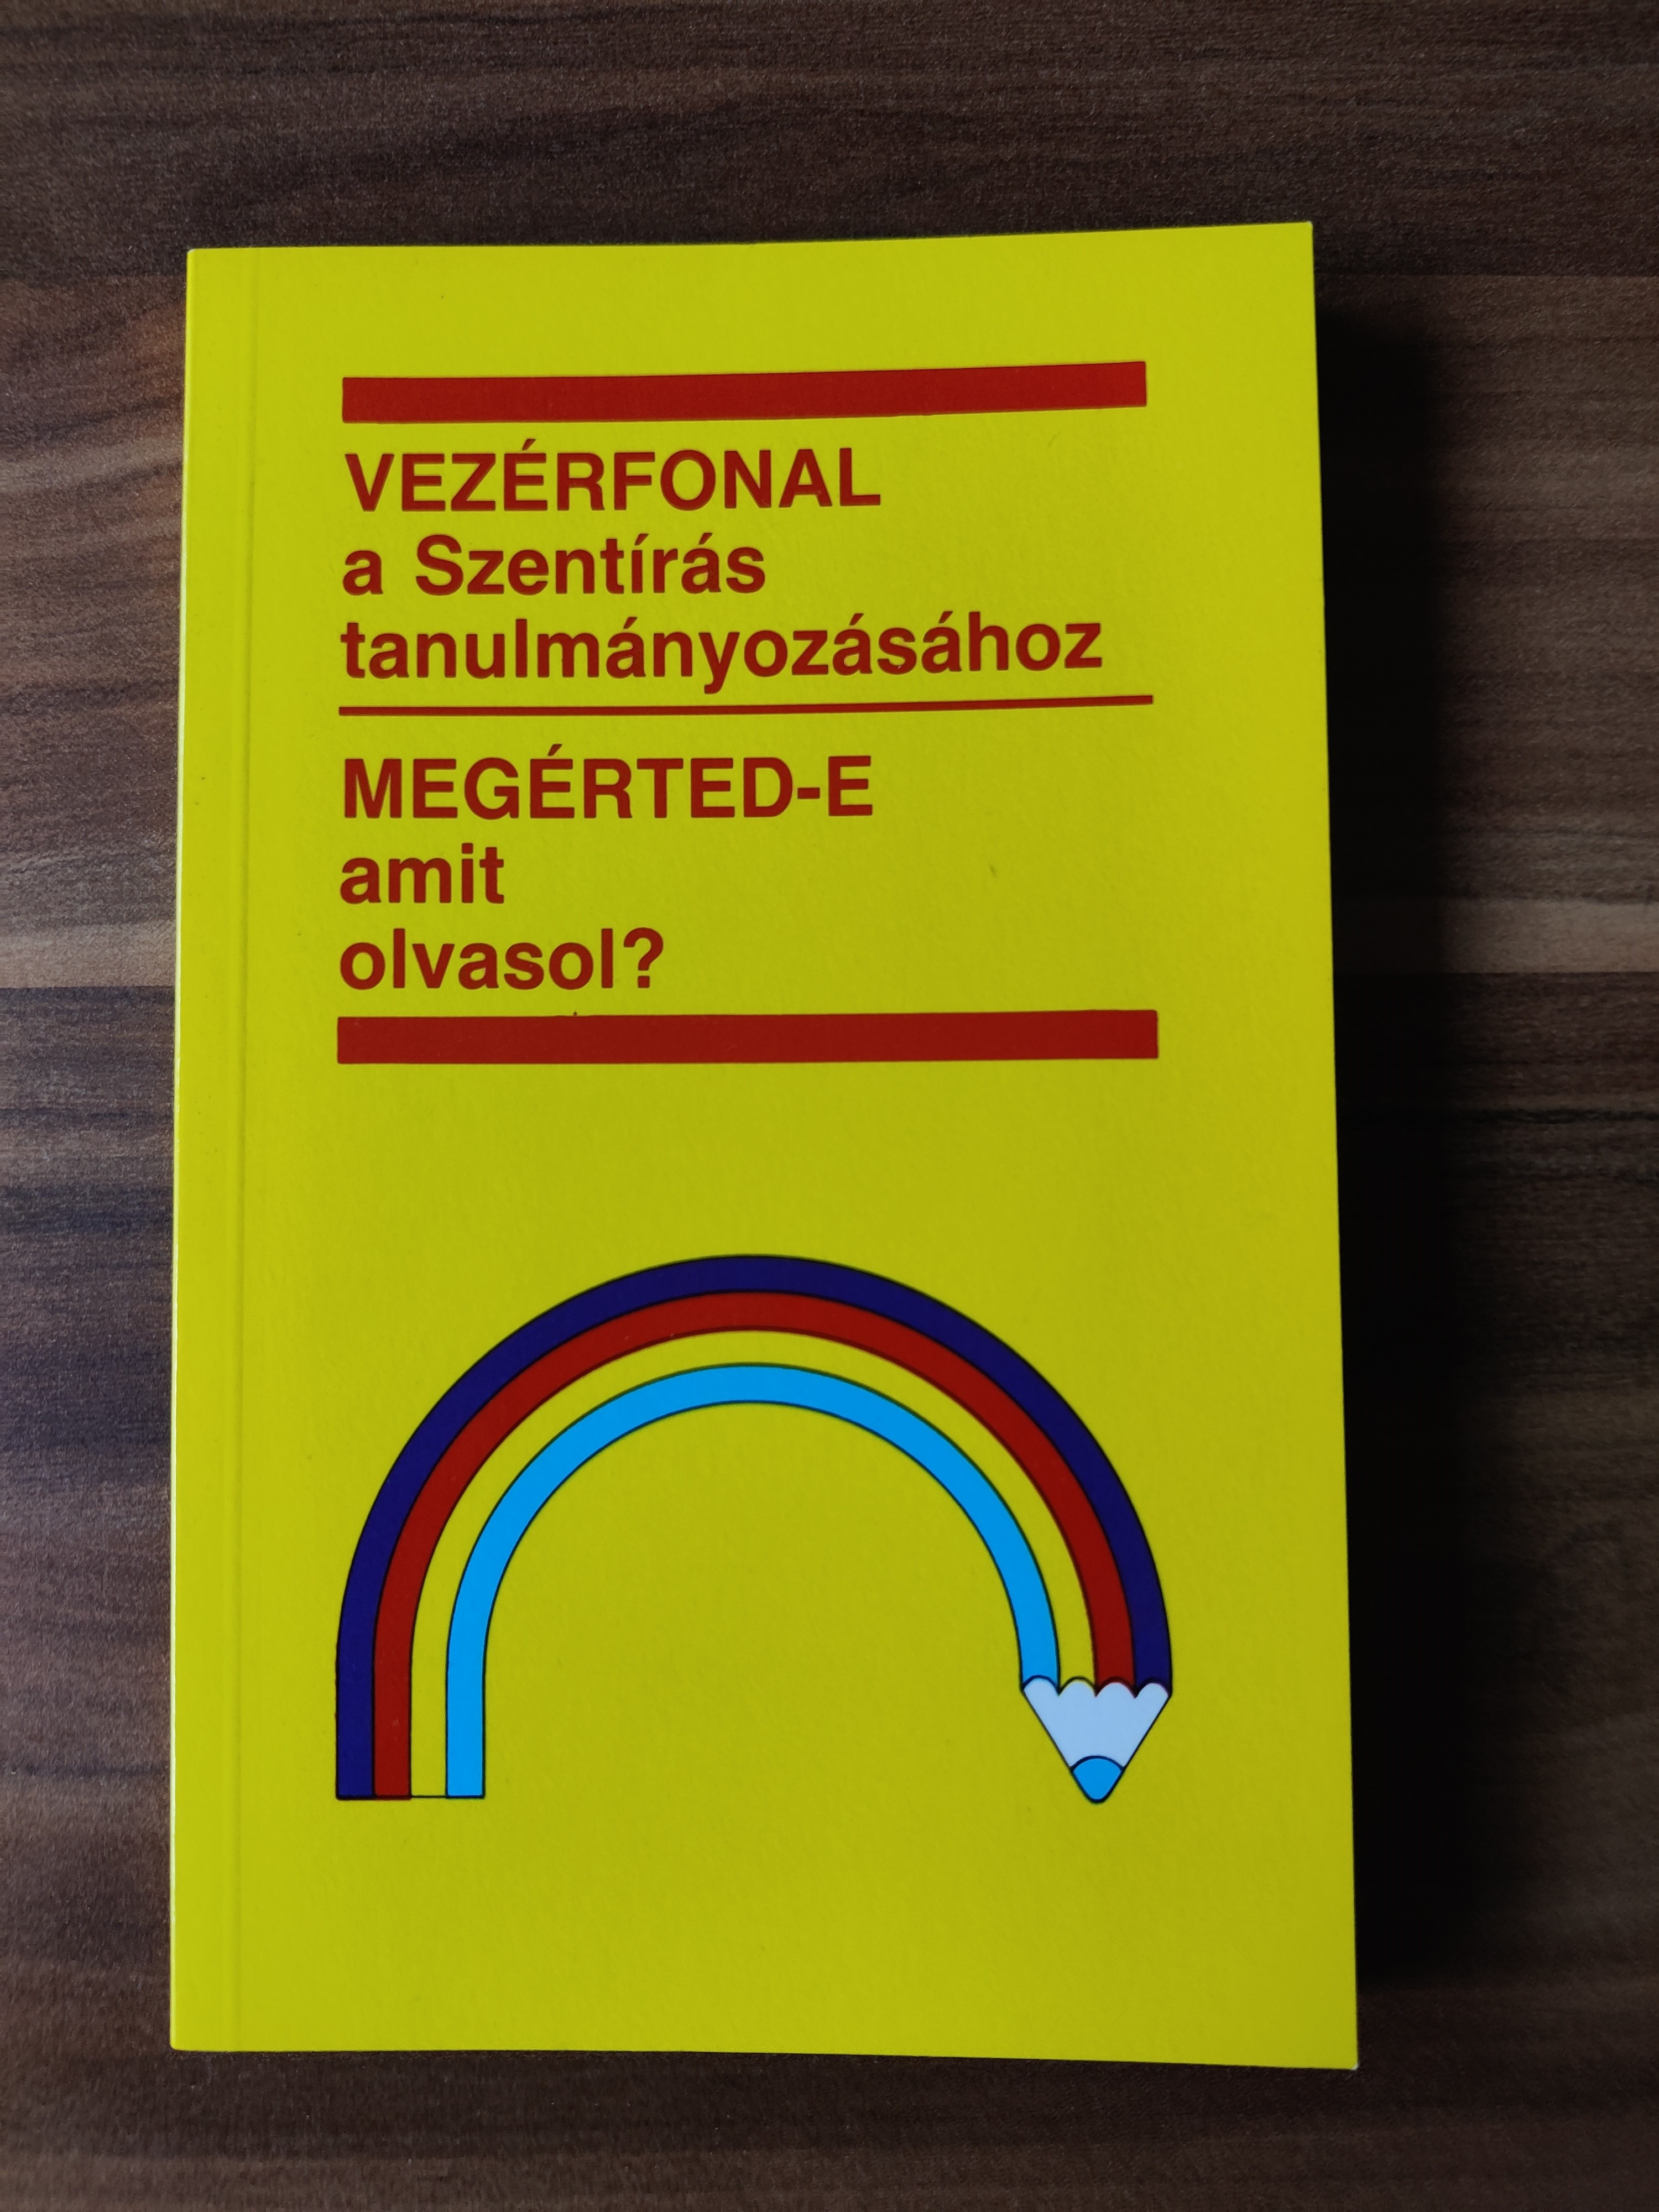 VEZÉRFONAL
a Szentírás
tanulmányozásához
MEGÉRTED-E
amit
olvasol?